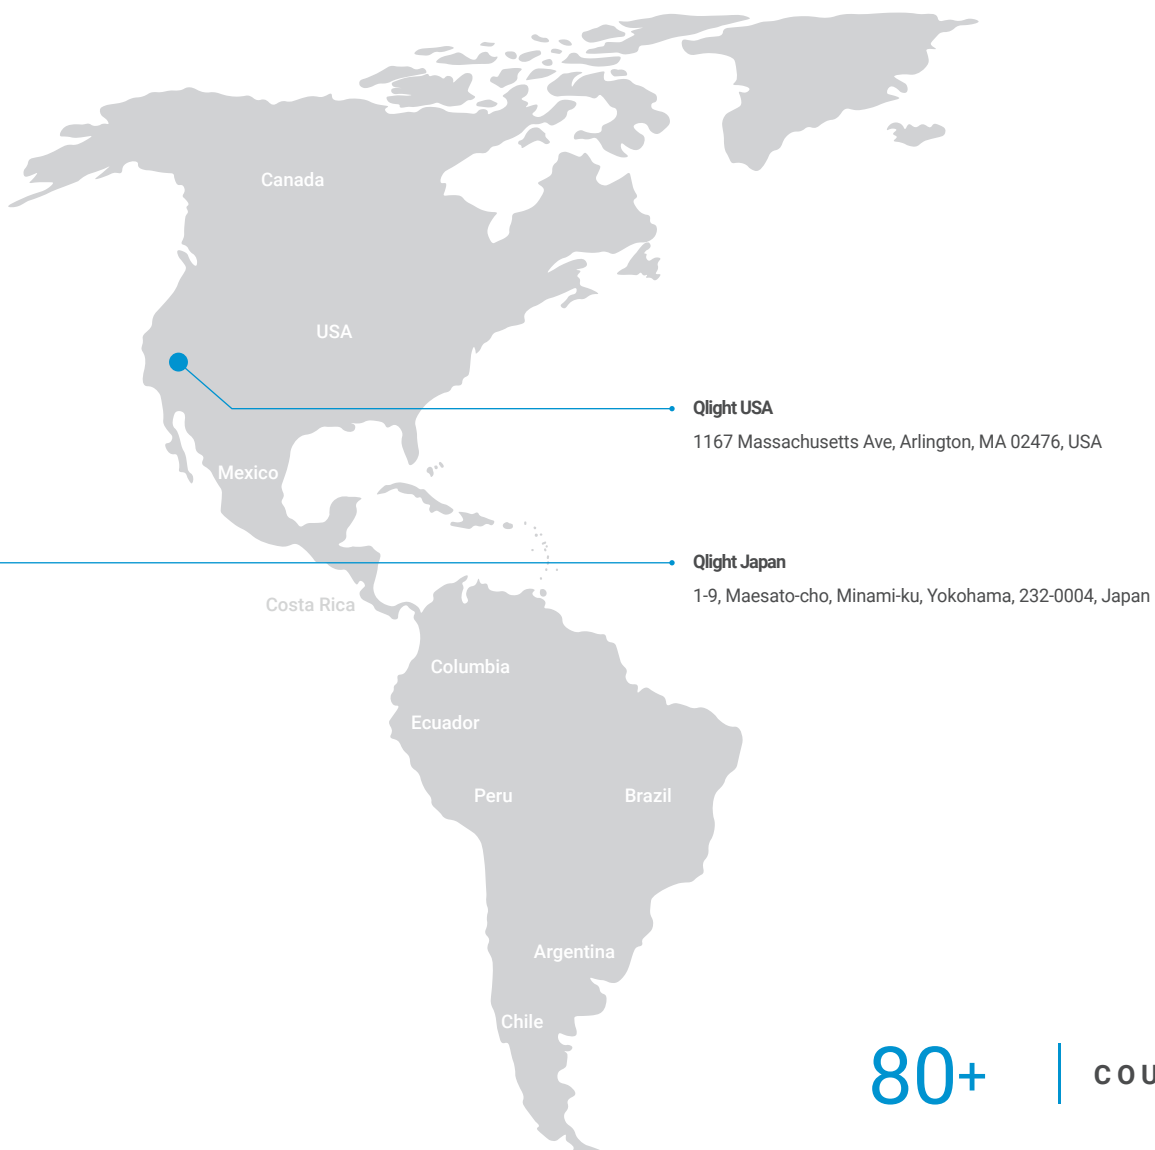 Canada
USA
Qlight USA
1167 Massachusetts Ave, Arlington, MA 02476, USA
Mexico
Qlight Japan
1-9, Maesato-cho, Minami-ku, Yokohama, 232-0004, Japan
Costa Rica
Columbia
Ecuador
Peru
Brazil
Argentina
Chile
80+
COU